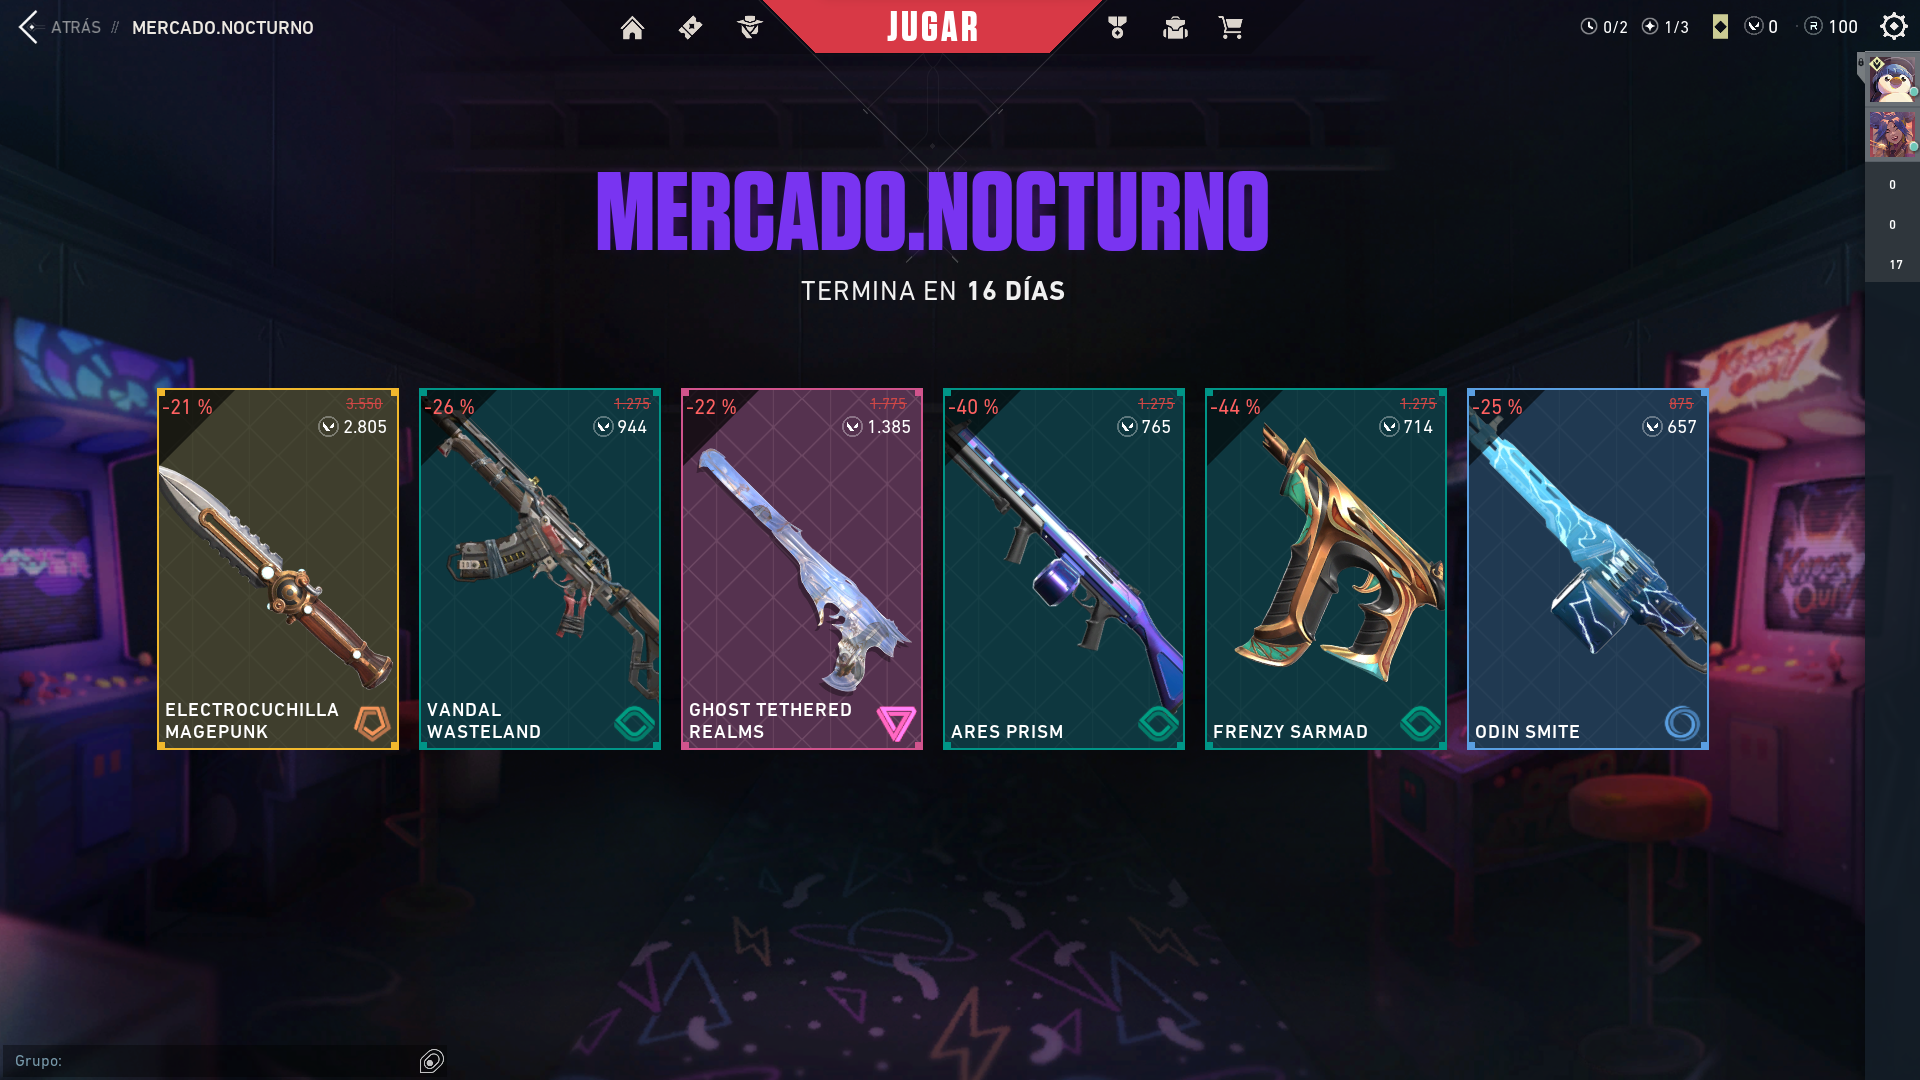 ATRÁS // MERCADO.NOCTURNO
JUGAR
0/2 1/3 0 R 100
0
0
17
MERCADO.NOCTURNO
TERMINA EN 16 DÍAS
-21 % 3.550
2.805
ELECTROCUCHILLA
MAGEPUNK
-26 % 1.275
944
VANDAL
WASTELAND
-22 % 1.775
1.385
GHOST TETHERED
REALMS
-40 % 1.275
765
ARES PRISM
-44 % 1.275
714
FRENZY SARMAD
-25 % 875
657
ODIN SMITE
Grupo: